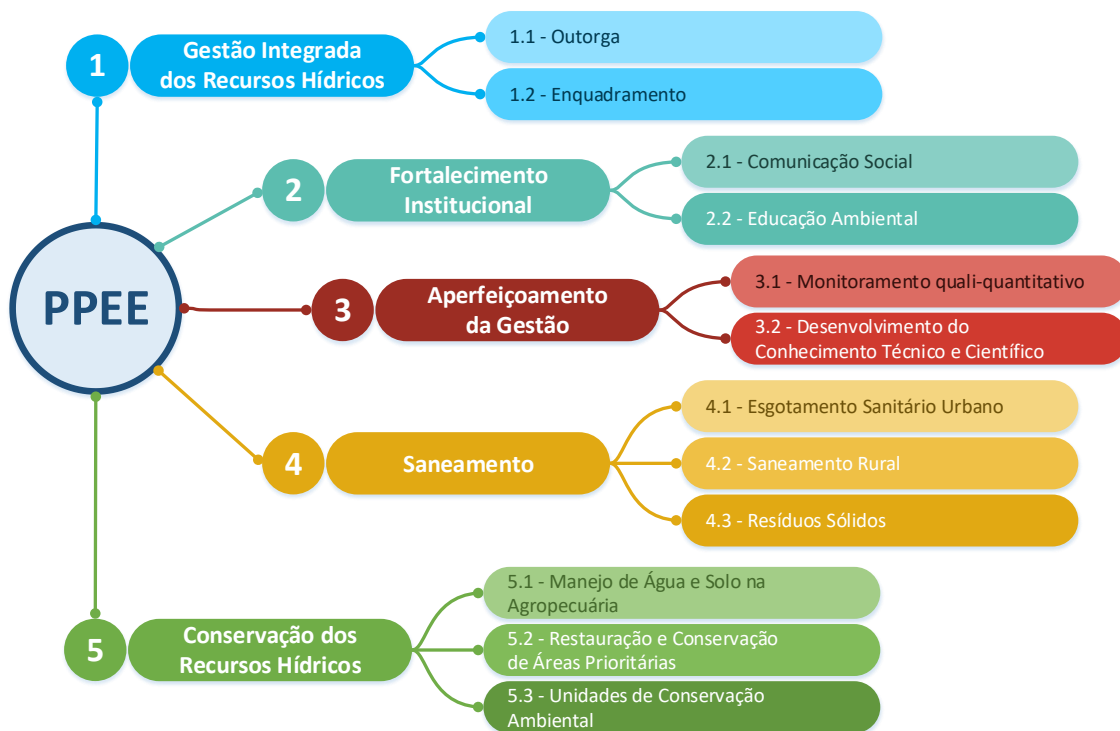 PPEE
1
Gestão Integrada
dos Recursos Hídricos
1.1 - Outorga
1.2 - Enquadramento
2
Fortalecimento
Institucional
2.1 - Comunicação Social
2.2 - Educação Ambiental
3
Aperfeiçoamento
da Gestão
3.1 - Monitoramento quali-quantitativo
3.2 - Desenvolvimento do
Conhecimento Técnico e Científico
4
Saneamento
4.1 - Esgotamento Sanitário Urbano
4.2 - Saneamento Rural
4.3 - Resíduos Sólidos
5
Conservação dos
Recursos Hídricos
5.1 - Manejo de Água e Solo na
Agropecuária
5.2 - Restauração e Conservação
de Áreas Prioritárias
5.3 - Unidades de Conservação
Ambiental